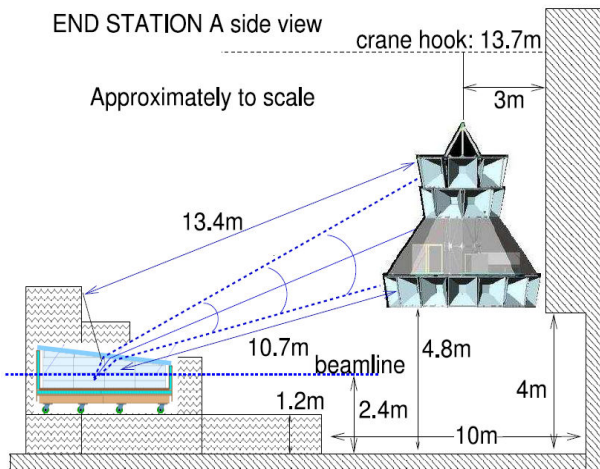 END STATION A side view
crane hook: 13.7m
Approximately to scale
3m
13.4m
10.7m
beamline
4.8m
1.2m
2.4m
4m
10m